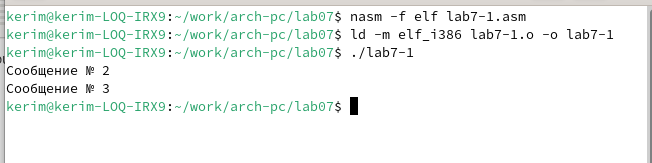 kerim@kerim-LOQ-IRX9:~/work/arch-pc/lab07$ nasm -f elf lab7-1.asm
kerim@kerim-LOQ-IRX9:~/work/arch-pc/lab07$ ld -m elf_i386 lab7-1.o -o lab7-1
kerim@kerim-LOQ-IRX9:~/work/arch-pc/lab07$ ./lab7-1
Сообщение № 2
Сообщение № 3
kerim@kerim-LOQ-IRX9:~/work/arch-pc/lab07$